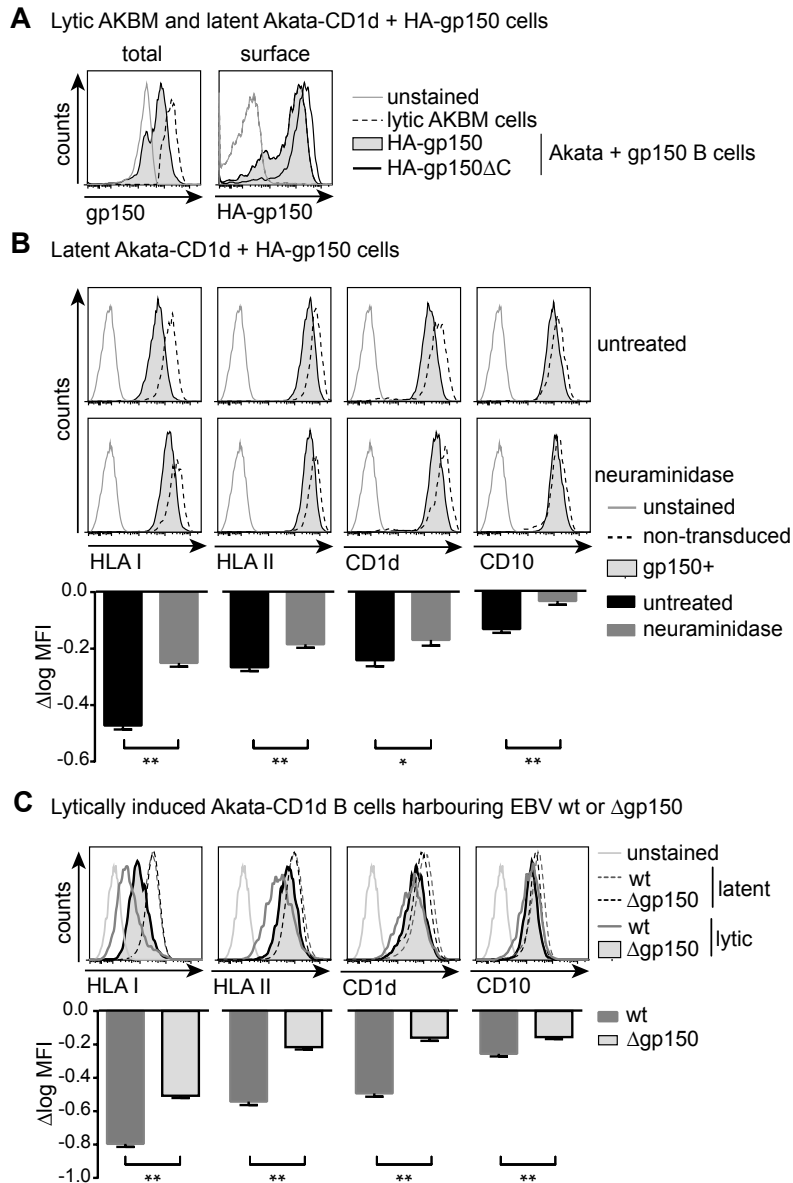 A Lytic AKBM and latent Akata-CD1d + HA-gp150 cells
total
surface
counts
gp150
HA-gp150
unstained
lytic AKBM cells
HA-gp150
HA-gp150ΔC
Akata + gp150 B cells
B Latent Akata-CD1d + HA-gp150 cells
counts
untreated
neuraminidase
unstained
non-transduced
gp150+
untreated
neuraminidase
HLA I
HLA II
CD1d
CD10
Δlog MFI
0.0
-0.2
-0.4
-0.6
**
**
*
**
C Lytically induced Akata-CD1d B cells harbouring EBV wt or Δgp150
counts
unstained
wt
Δgp150
latent
wt
Δgp150
lytic
HLA I
HLA II
CD1d
CD10
Δlog MFI
0.0
-0.2
-0.4
-0.6
-0.8
-1.0
wt
Δgp150
**
**
**
**